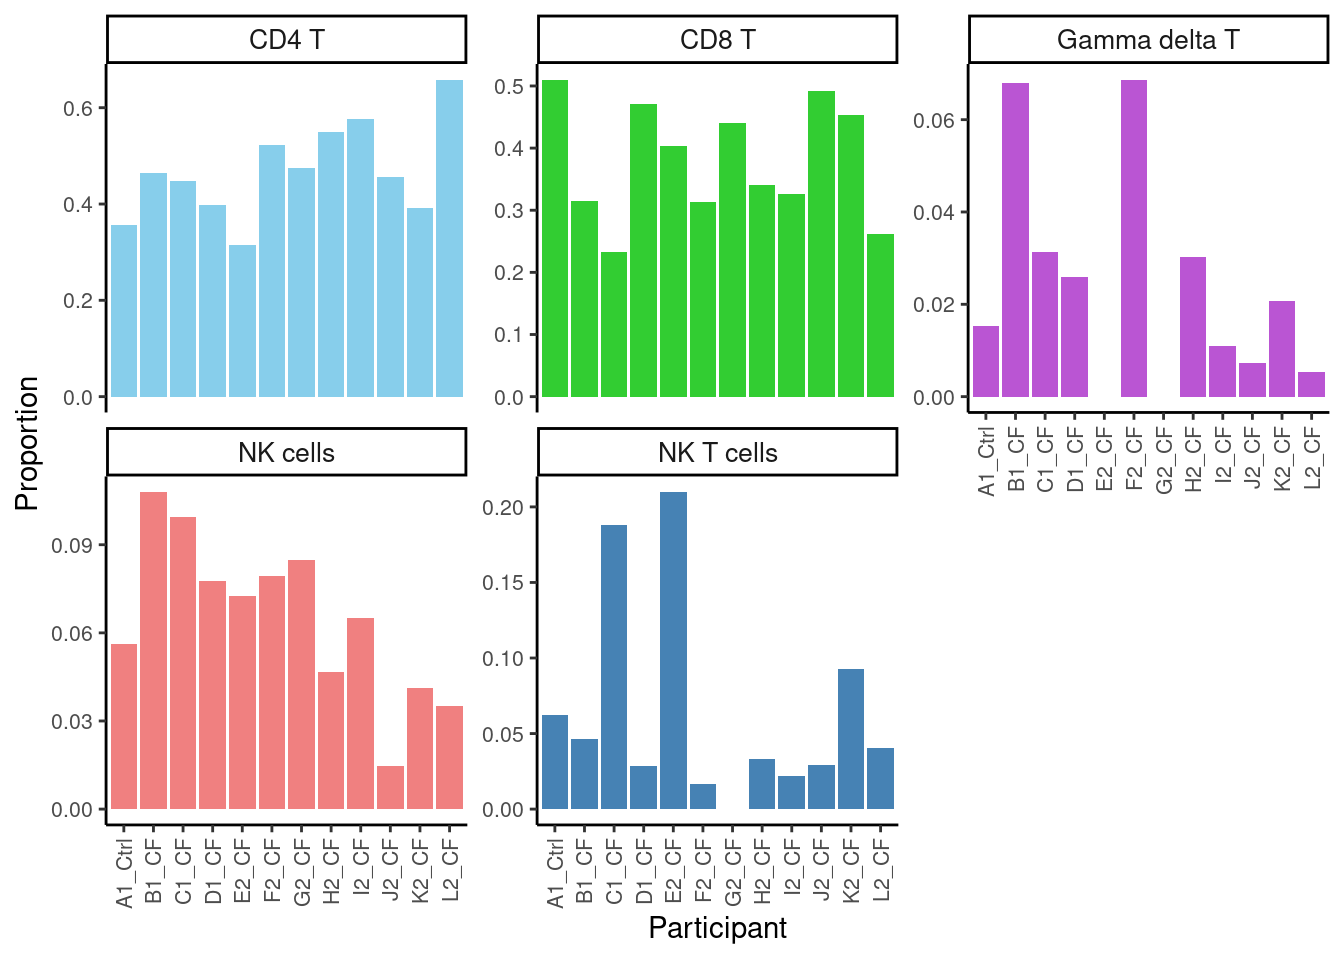 CD4 T
CD8 T
Gamma delta T
0.6
0.4
0.2
0.0
0.5
0.4
0.3
0.2
0.1
0.0
0.06
0.04
0.02
0.00
A1_Ctrl
B1_CF
C1_CF
D1_CF
E2_CF
F2_CF
G2_CF
H2_CF
I2_CF
J2_CF
K2_CF
L2_CF
Proportion
NK cells
NK T cells
0.09
0.06
0.03
0.00
A1_Ctrl
B1_CF
C1_CF
D1_CF
E2_CF
F2_CF
G2_CF
H2_CF
I2_CF
J2_CF
K2_CF
L2_CF
0.20
0.15
0.10
0.05
0.00
A1_Ctrl
B1_CF
C1_CF
D1_CF
E2_CF
F2_CF
G2_CF
H2_CF
I2_CF
J2_CF
K2_CF
L2_CF
Participant